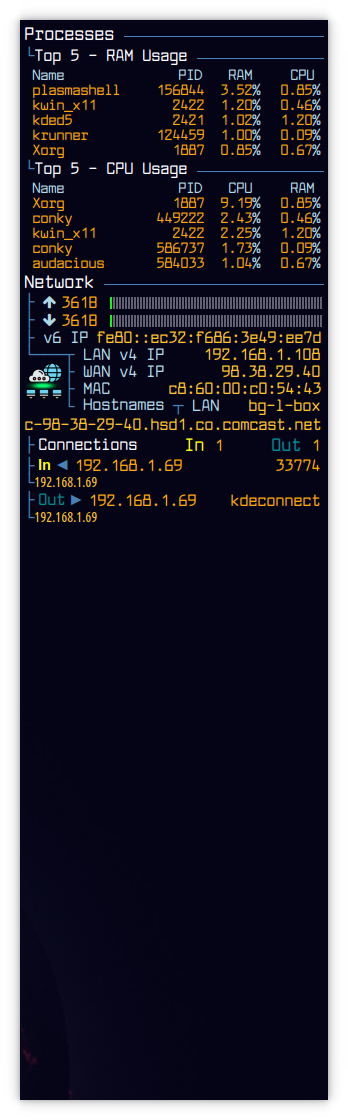 Processes
Top 5 - RAM Usage
Name PID RAM CPU
plasmashell 156844 3.52% 0.85%
kwin_x11 2422 1.20% 0.46%
kded5 2421 1.02% 1.20%
krunner 124459 1.00% 0.09%
Xorg 1887 0.85% 0.67%
Top 5 - CPU Usage
Name PID CPU RAM
Xorg 1887 9.19% 0.85%
conky 449222 2.43% 0.46%
kwin_x11 2422 2.25% 1.20%
conky 586737 1.73% 0.09%
audacious 584033 1.04% 0.67%
Network
361B
361B
v6 IP fe80::ec32:f686:3e49:ee7d
LAN v4 IP 192.168.1.108
WAN v4 IP 98.38.29.40
MAC c8:60:00:c0:54:43
Hostnames LAN bg-l-box
c-98-38-29-40.hsd1.co.comcast.net
Connections In 1 Out 1
In ◄ 192.168.1.69 33774
192.168.1.69
Out ► 192.168.1.69 kdeconnect
192.168.1.69